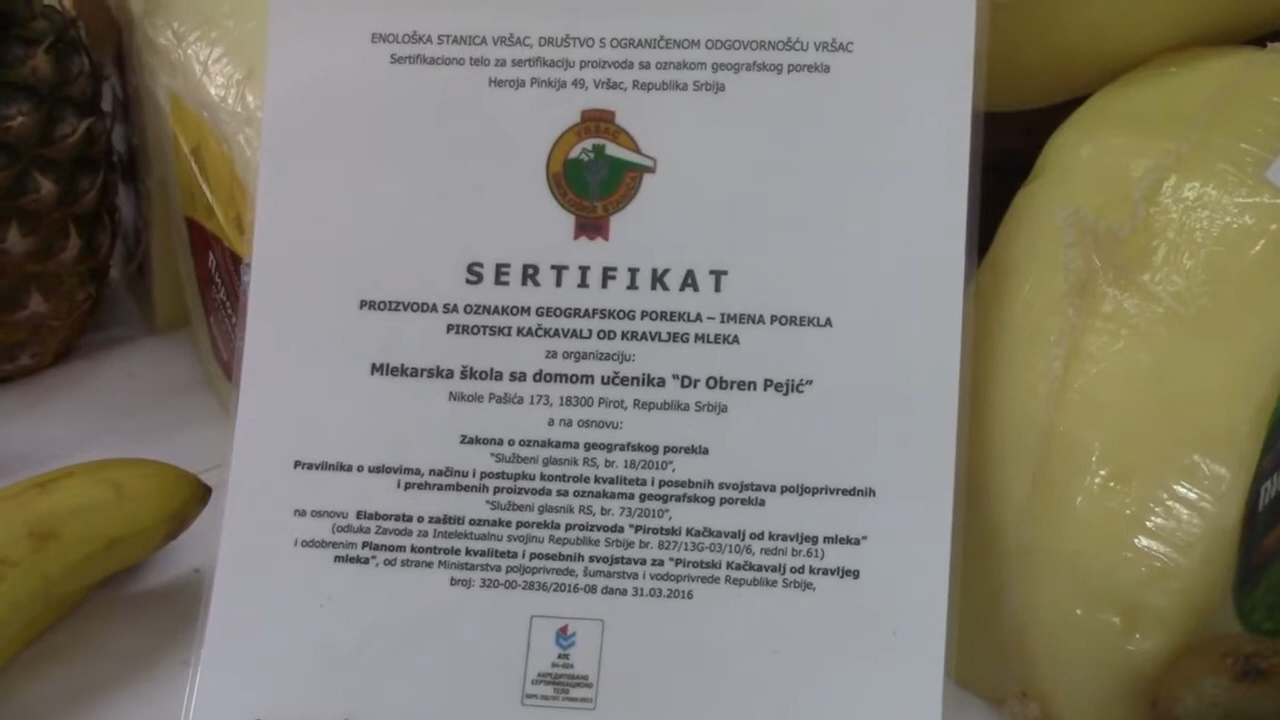 ENOLOŠKA STANICA VRŠAC, DRUŠTVO S OGRANIČENOM ODGOVORNOŠĆU VRŠAC
Sertifikaciono telo za sertifikaciju proizvoda sa oznakom geografskog porekla
Heroja Pinkija 49, Vršac, Republika Srbija
VRŠAC
ENOLOŠKA STANICA
SERTIFIKAT
PROIZVODA SA OZNAKOM GEOGRAFSKOG POREKLA – IMENA POREKLA
PIROTSKI KAČKAVALJ OD KRAVLJEG MLEKA
za organizaciju:
Mlekarska škola sa domom učenika "Dr Obren Pejić"
Nikole Pašića 173, 18300 Pirot, Republika Srbija
a na osnovu:
Zakona o oznakama geografskog porekla
"Službeni glasnik RS, br. 18/2010",
Pravilnika o uslovima, načinu i postupku kontrole kvaliteta i posebnih svojstava poljoprivrednih
i prehrambenih proizvoda sa oznakama geografskog porekla
"Službeni glasnik RS, br. 73/2010",
na osnovu Elaborata o zaštiti oznake porekla proizvoda "Pirotski Kačkavalj od kravljeg mleka"
(odluka Zavoda za Intelektualnu svojinu Republike Srbije br. 827/13G-03/10/6, redni br.61)
i odobrenim Planom kontrole kvaliteta i posebnih svojstava za "Pirotski Kačkavalj od kravljeg
mleka", od strane Ministarstva poljoprivrede, šumarstva i vodoprivrede Republike Srbije,
broj: 320-00-2836/2016-08 dana 31.03.2016
АТС
04-024
АКРЕДИТОВАНО
СЕРТИФИКАЦИОНО
ТЕЛО